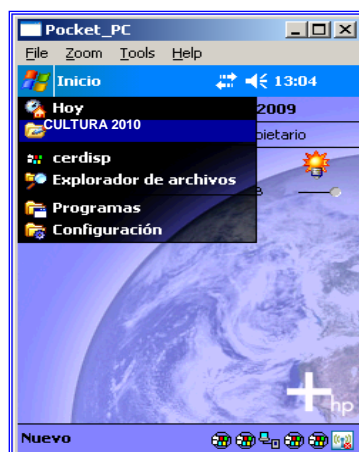 Pocket_PC
File Zoom Tools Help
Inicio 13:04
Hoy 2009
CULTURA 2010
cerdisp
Explorador de archivos
Programas
Configuración
hp
Nuevo